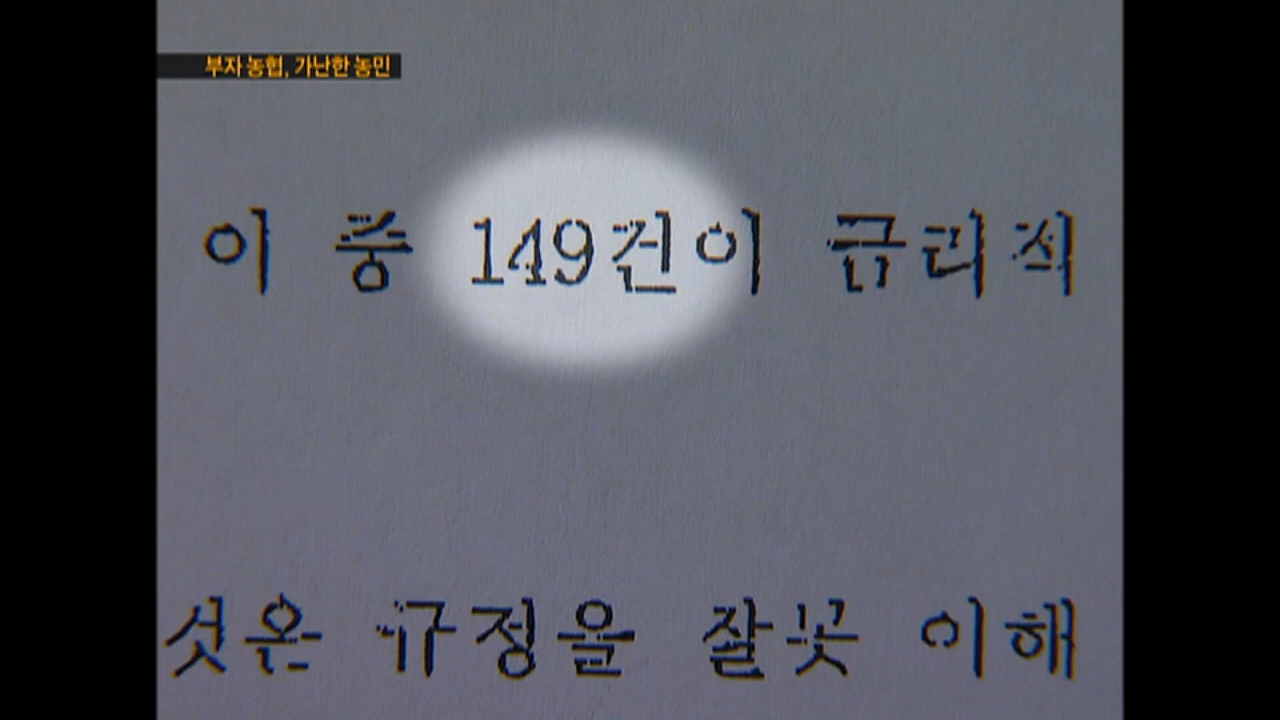 부자 농협, 가난한 농민
이 중 149건이 금리적
것은 규정을 잘못 이해